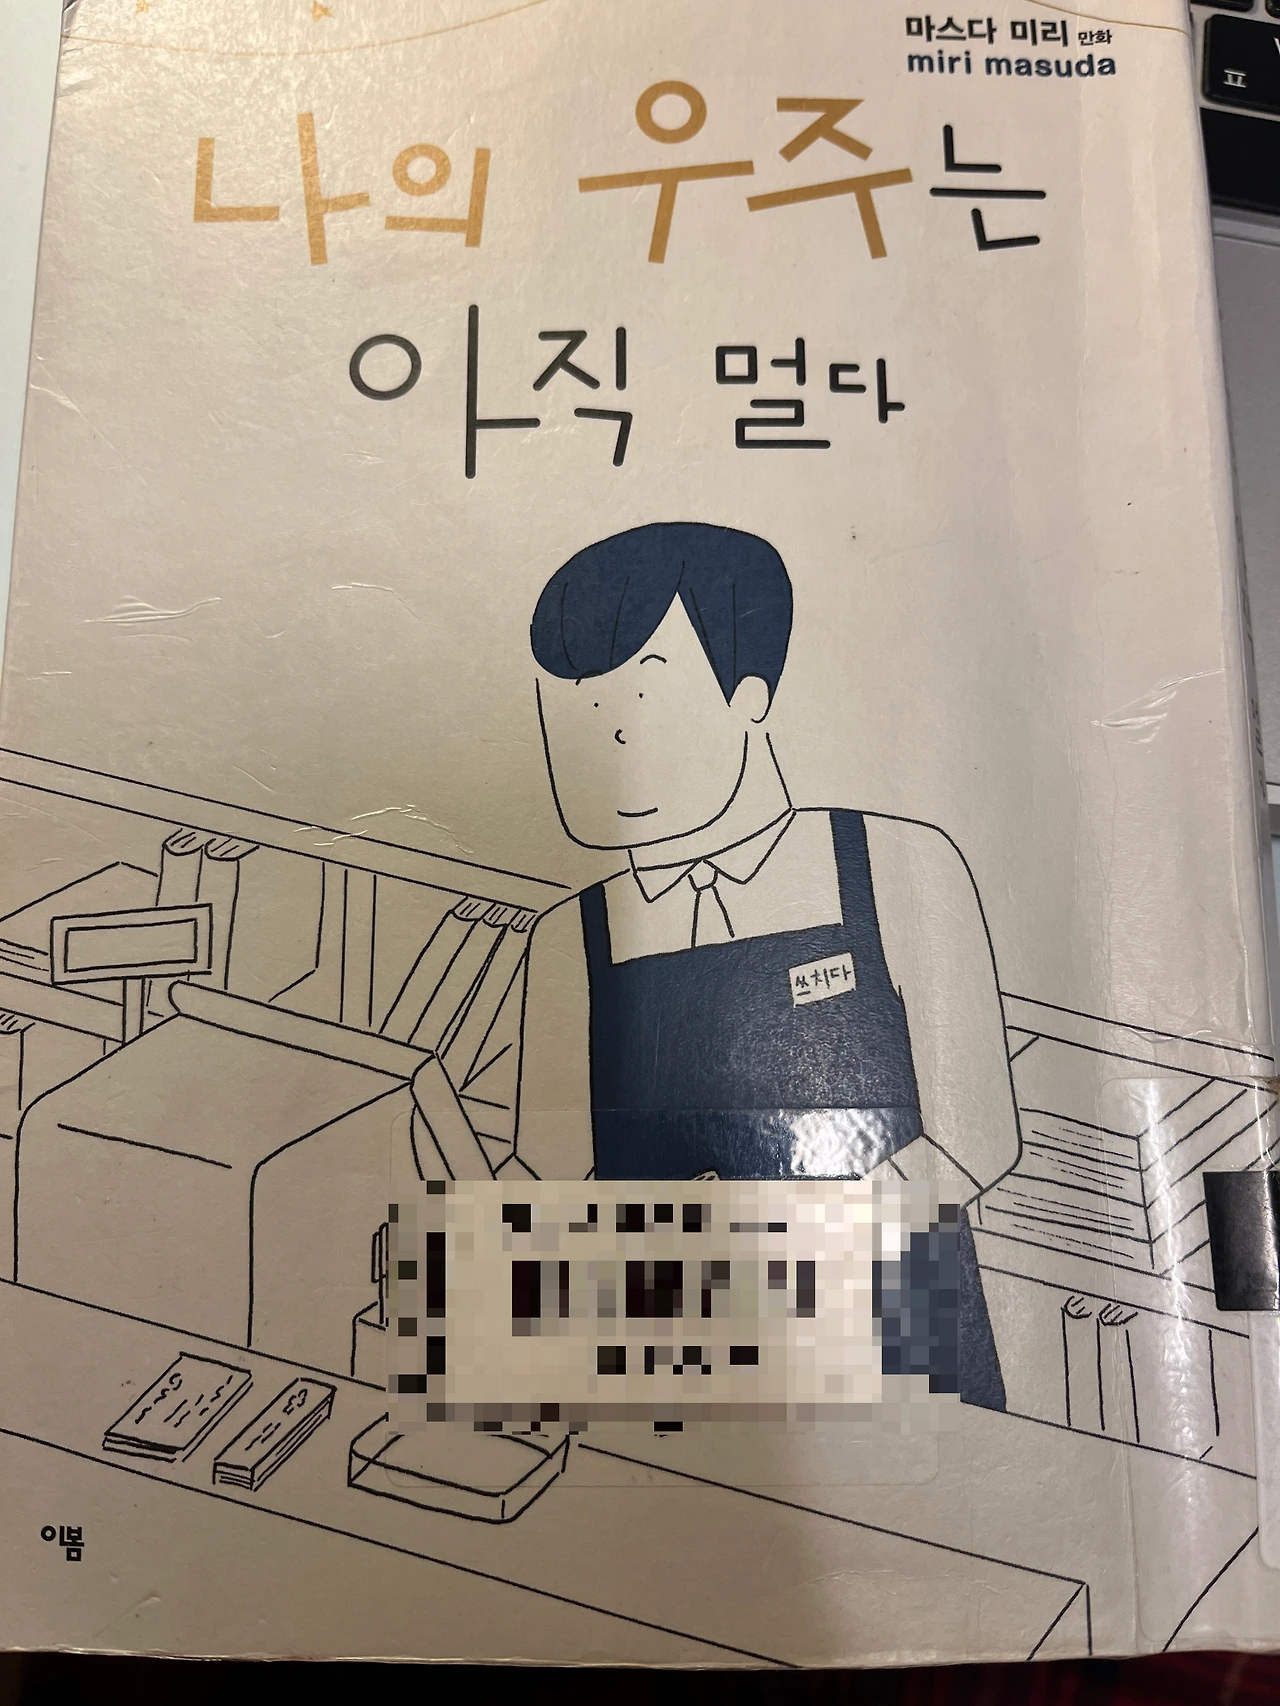 마스다 미리 만화
miri masuda
나의 우주는
아직 멀다
쓰치다
이봄
ㅍ